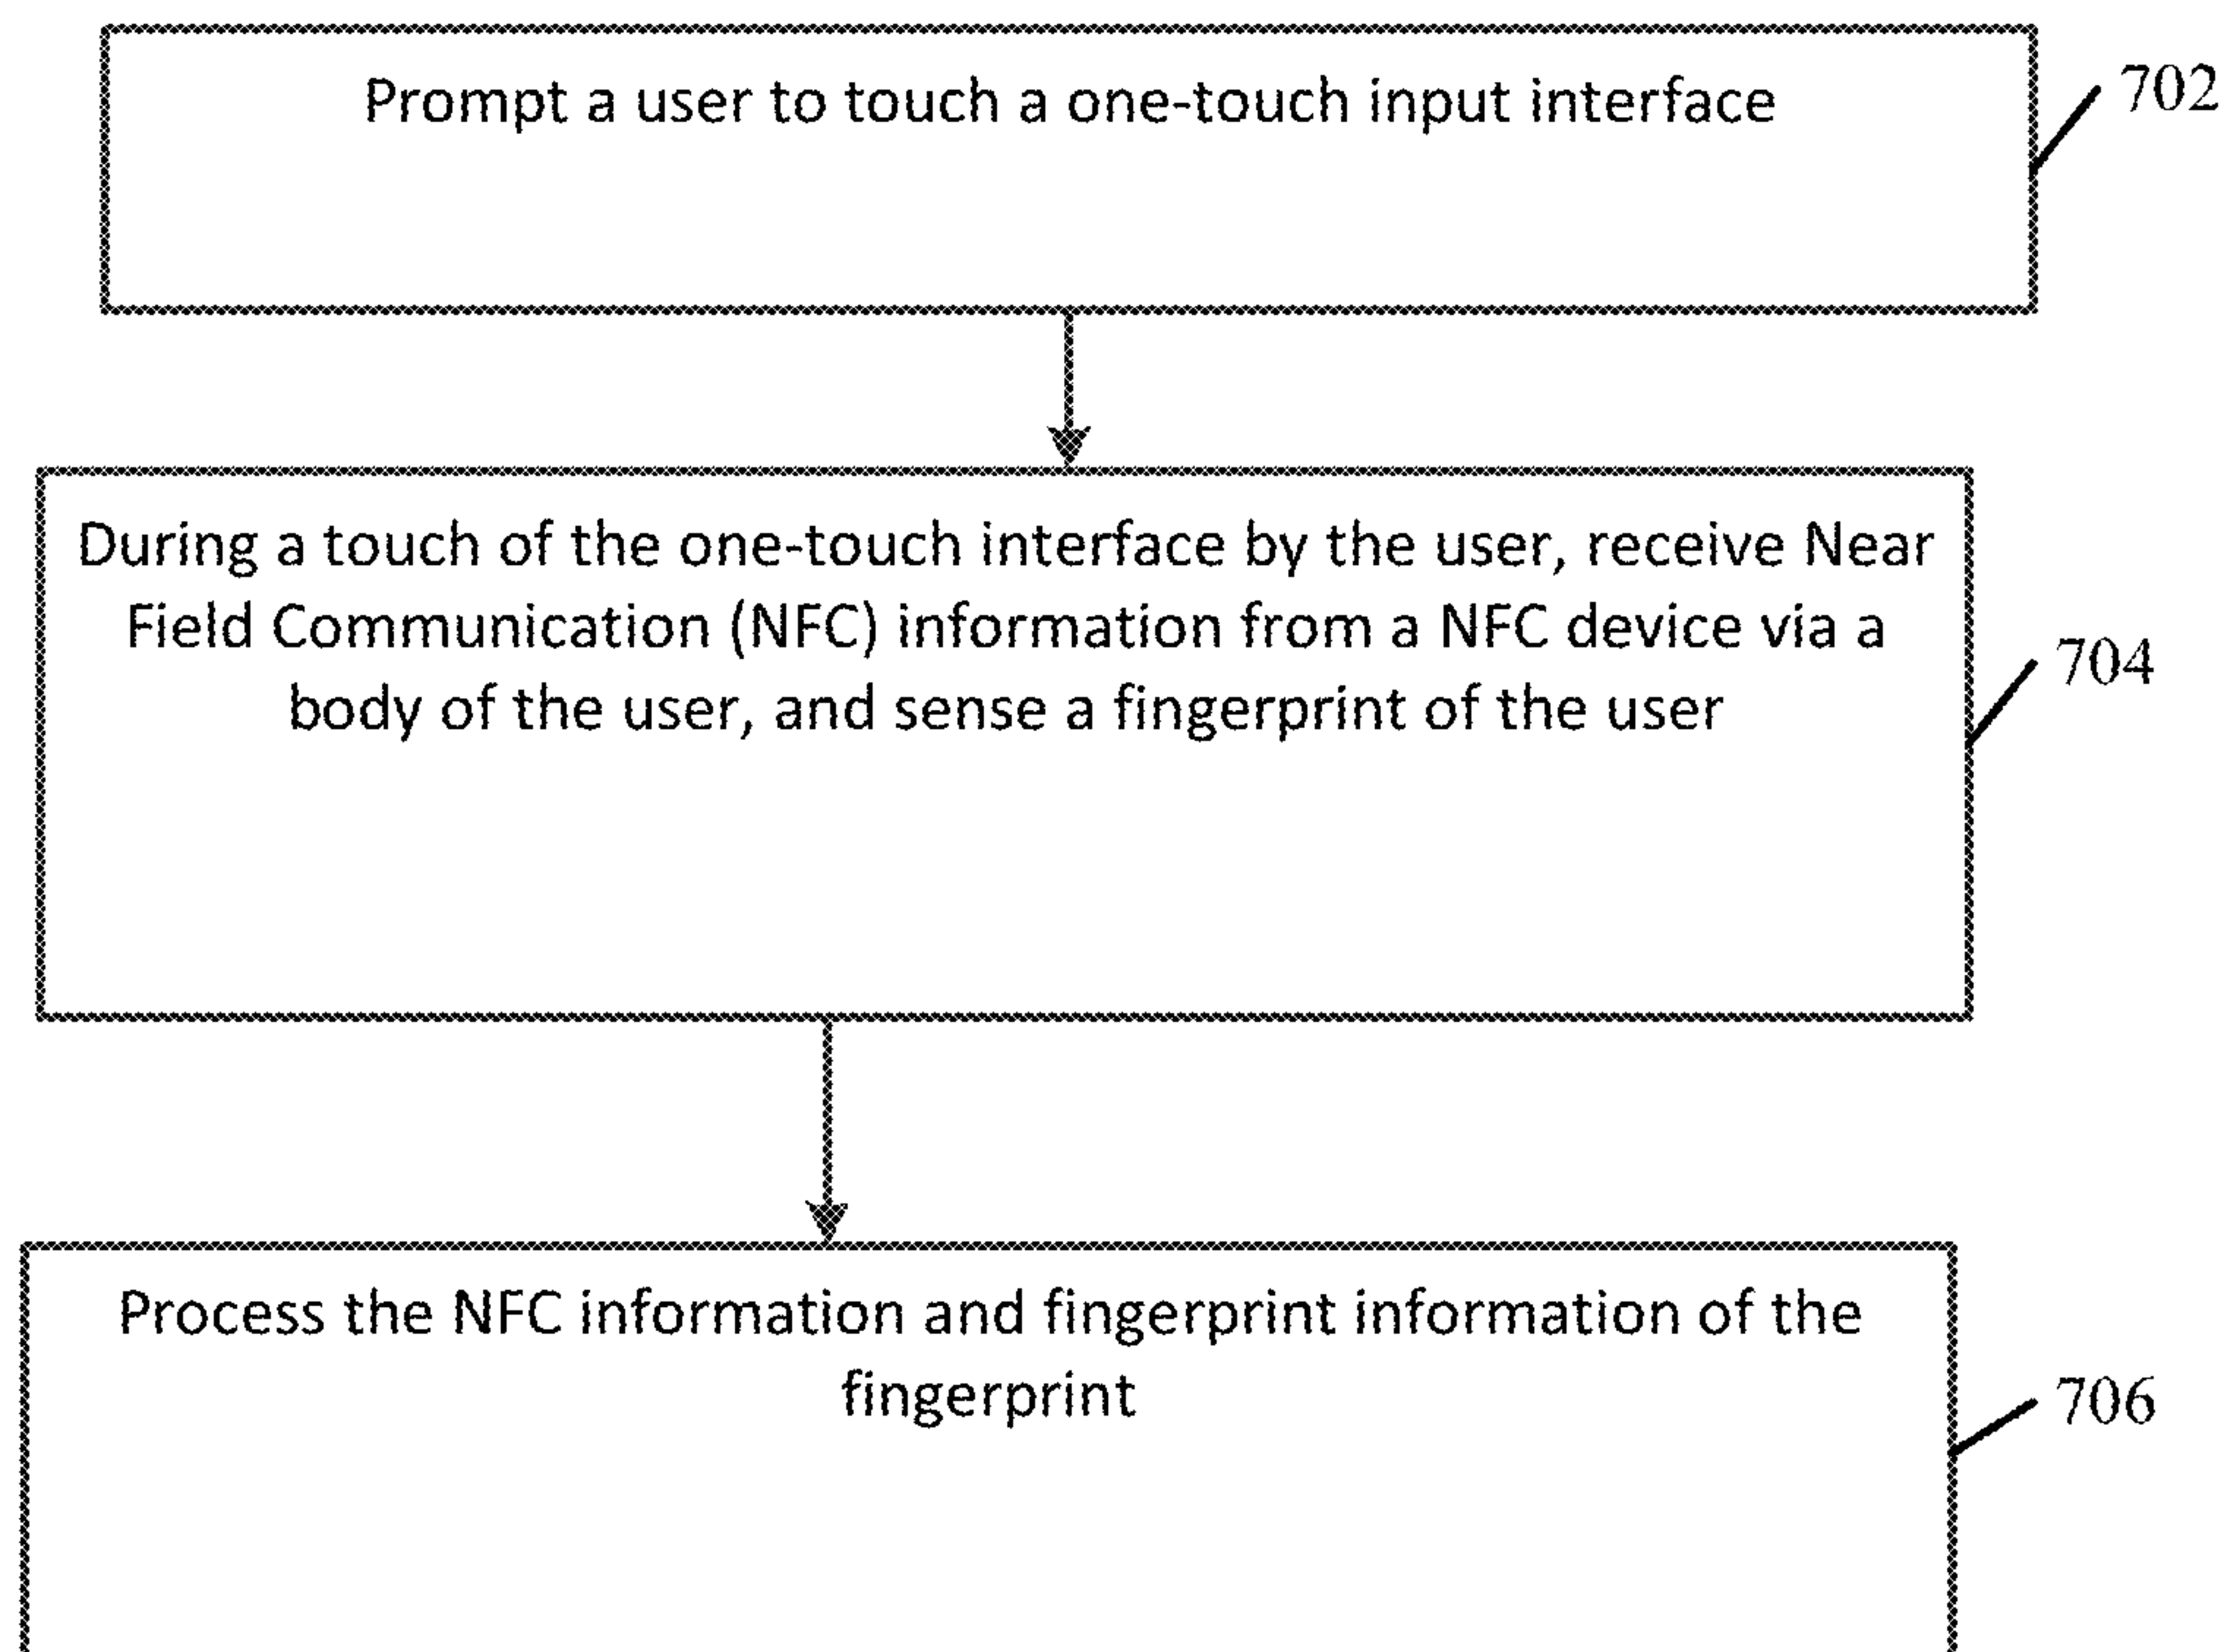 Prompt a user to touch a one-touch input interface
702
During a touch of the one-touch interface by the user, receive Near
Field Communication (NFC) information from a NFC device via a
body of the user, and sense a fingerprint of the user
704
Process the NFC information and fingerprint information of the
fingerprint
706